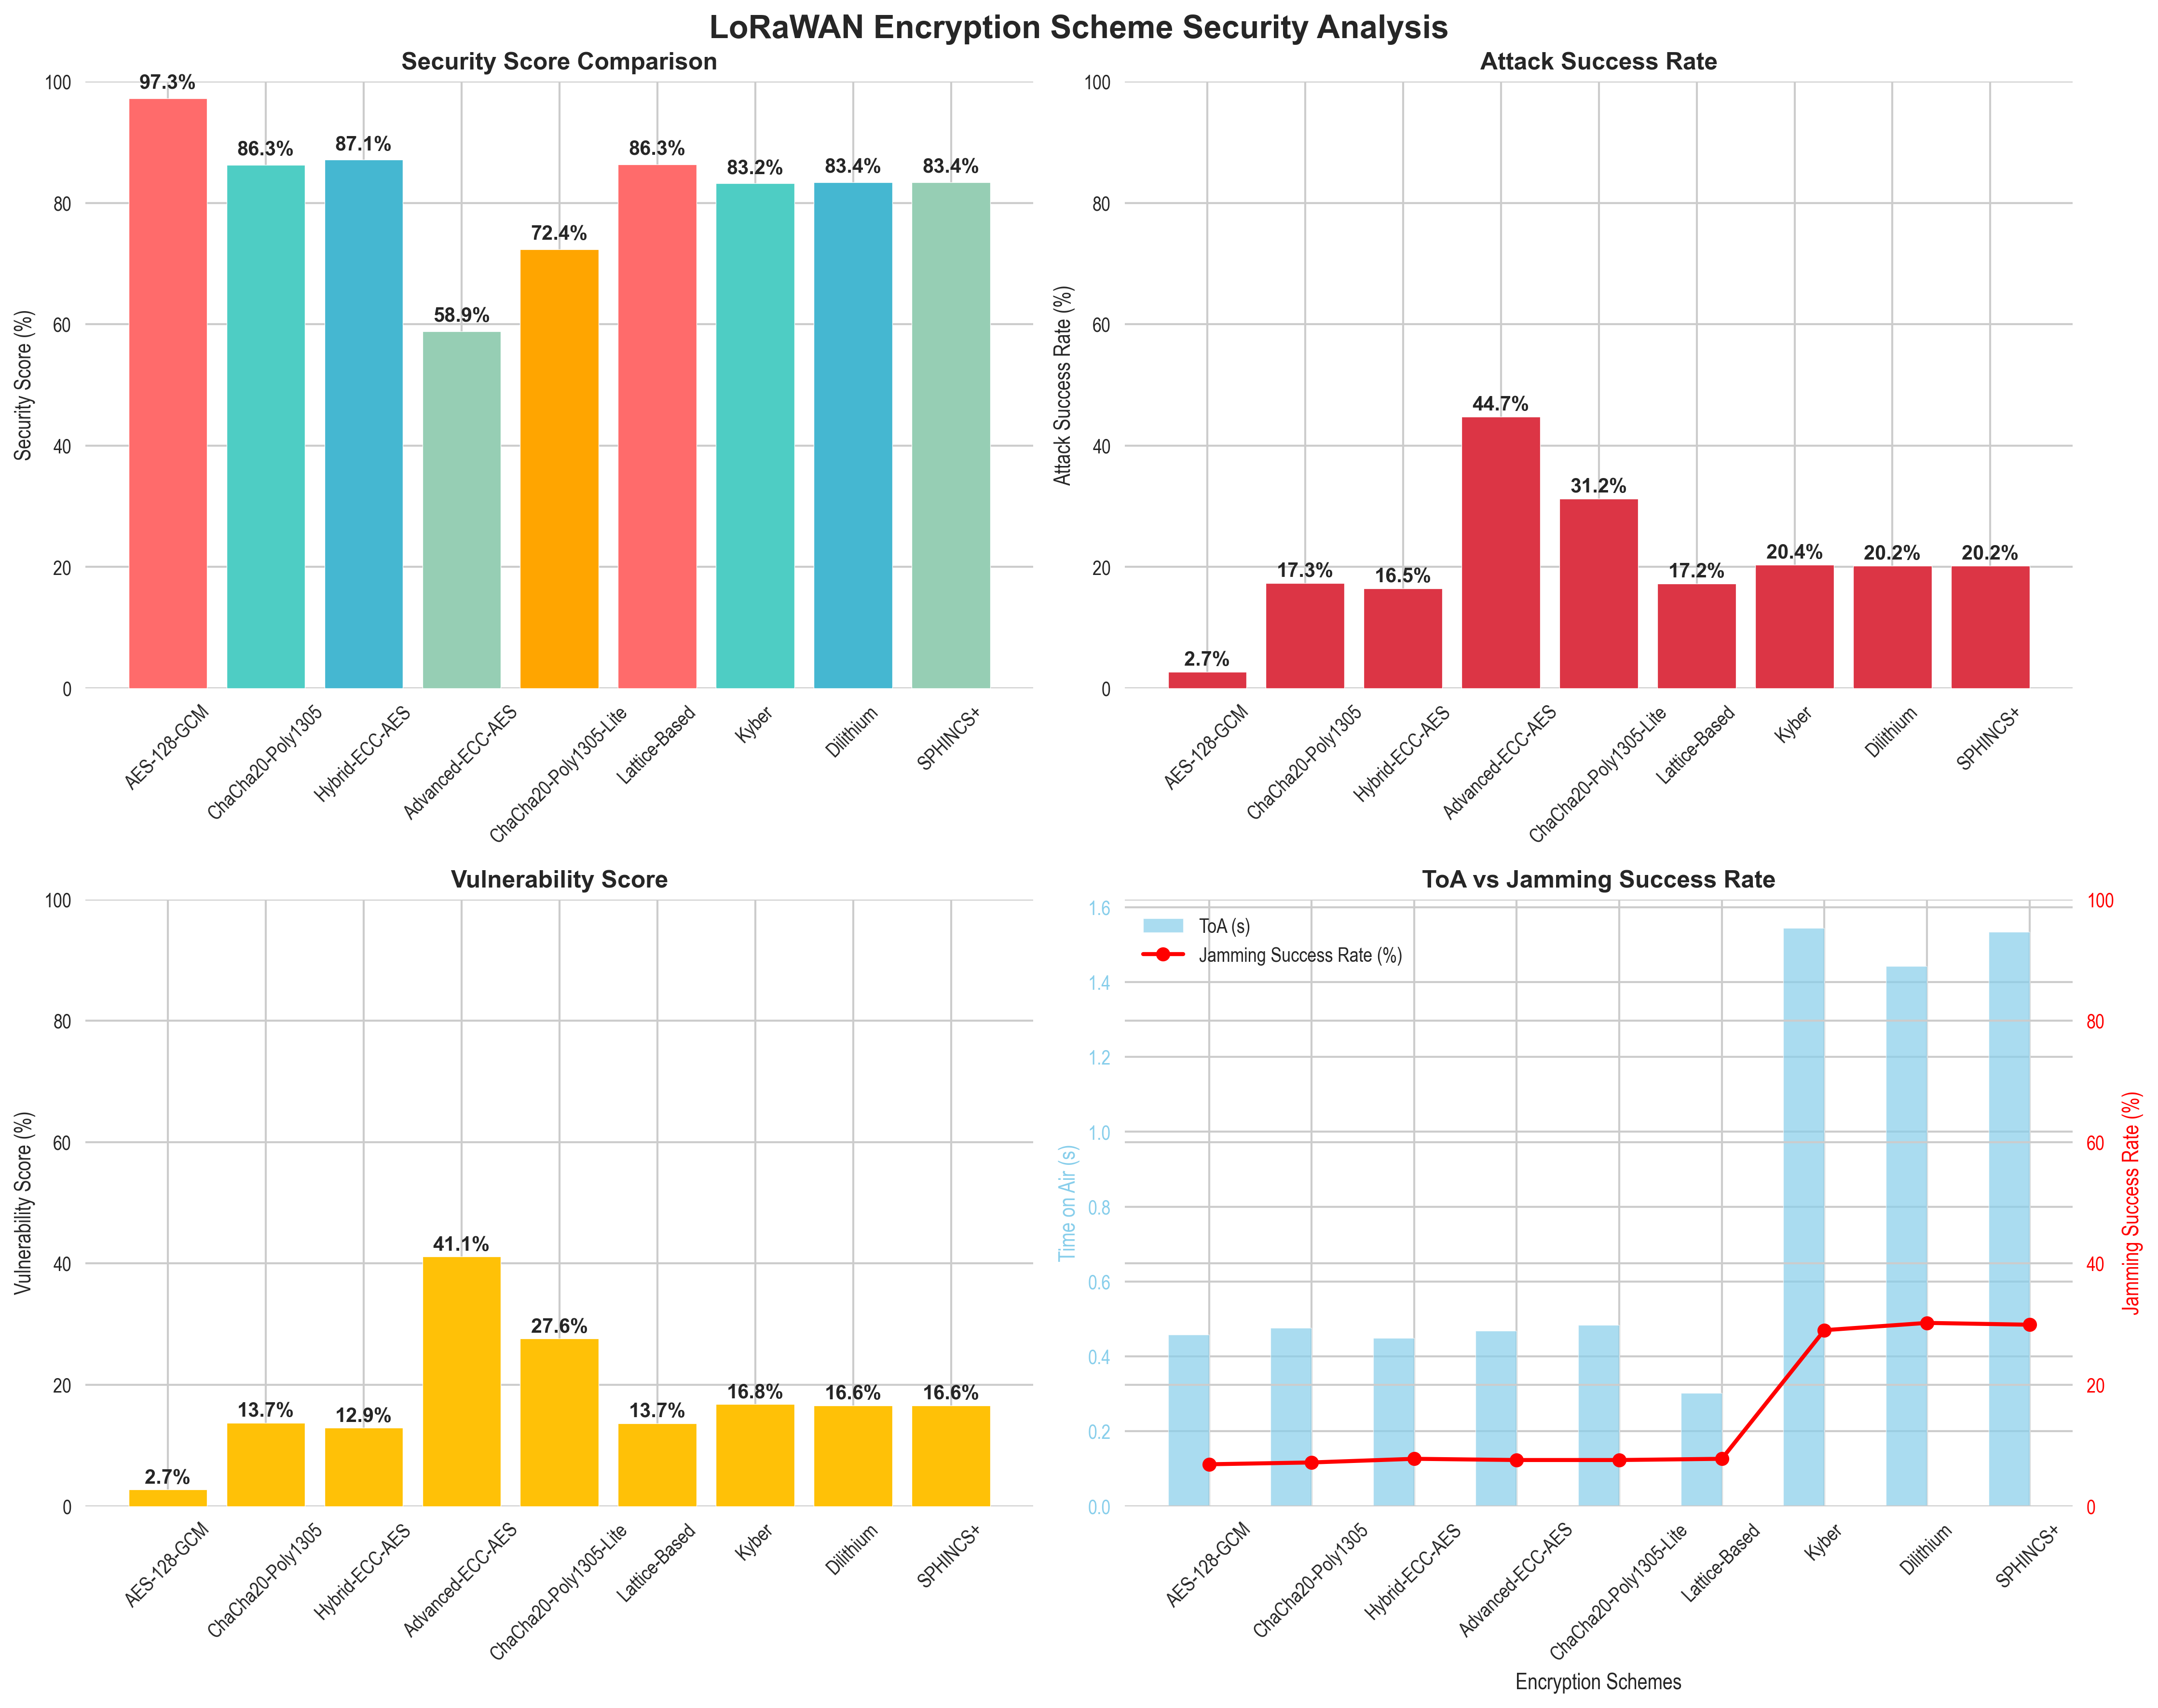 LoRaWAN Encryption Scheme Security Analysis
Security Score Comparison
Security Score (%)
100
80
60
40
20
0
97.3%
86.3%
87.1%
58.9%
72.4%
86.3%
83.2%
83.4%
83.4%
AES-128-GCM
ChaCha20-Poly1305
Hybrid-ECC-AES
Advanced-ECC-AES
ChaCha20-Poly1305-Lite
Lattice-Based
Kyber
Dilithium
SPHINCS+
Attack Success Rate
Attack Success Rate (%)
100
80
60
40
20
0
2.7%
17.3%
16.5%
44.7%
31.2%
17.2%
20.4%
20.2%
20.2%
AES-128-GCM
ChaCha20-Poly1305
Hybrid-ECC-AES
Advanced-ECC-AES
ChaCha20-Poly1305-Lite
Lattice-Based
Kyber
Dilithium
SPHINCS+
Vulnerability Score
Vulnerability Score (%)
100
80
60
40
20
0
2.7%
13.7%
12.9%
41.1%
27.6%
13.7%
16.8%
16.6%
16.6%
AES-128-GCM
ChaCha20-Poly1305
Hybrid-ECC-AES
Advanced-ECC-AES
ChaCha20-Poly1305-Lite
Lattice-Based
Kyber
Dilithium
SPHINCS+
ToA vs Jamming Success Rate
Time on Air (s)
1.6
1.4
1.2
1.0
0.8
0.6
0.4
0.2
0.0
ToA (s)
Jamming Success Rate (%)
100
80
60
40
20
0
Jamming Success Rate (%)
AES-128-GCM
ChaCha20-Poly1305
Hybrid-ECC-AES
Advanced-ECC-AES
ChaCha20-Poly1305-Lite
Lattice-Based
Kyber
Dilithium
SPHINCS+
Encryption Schemes